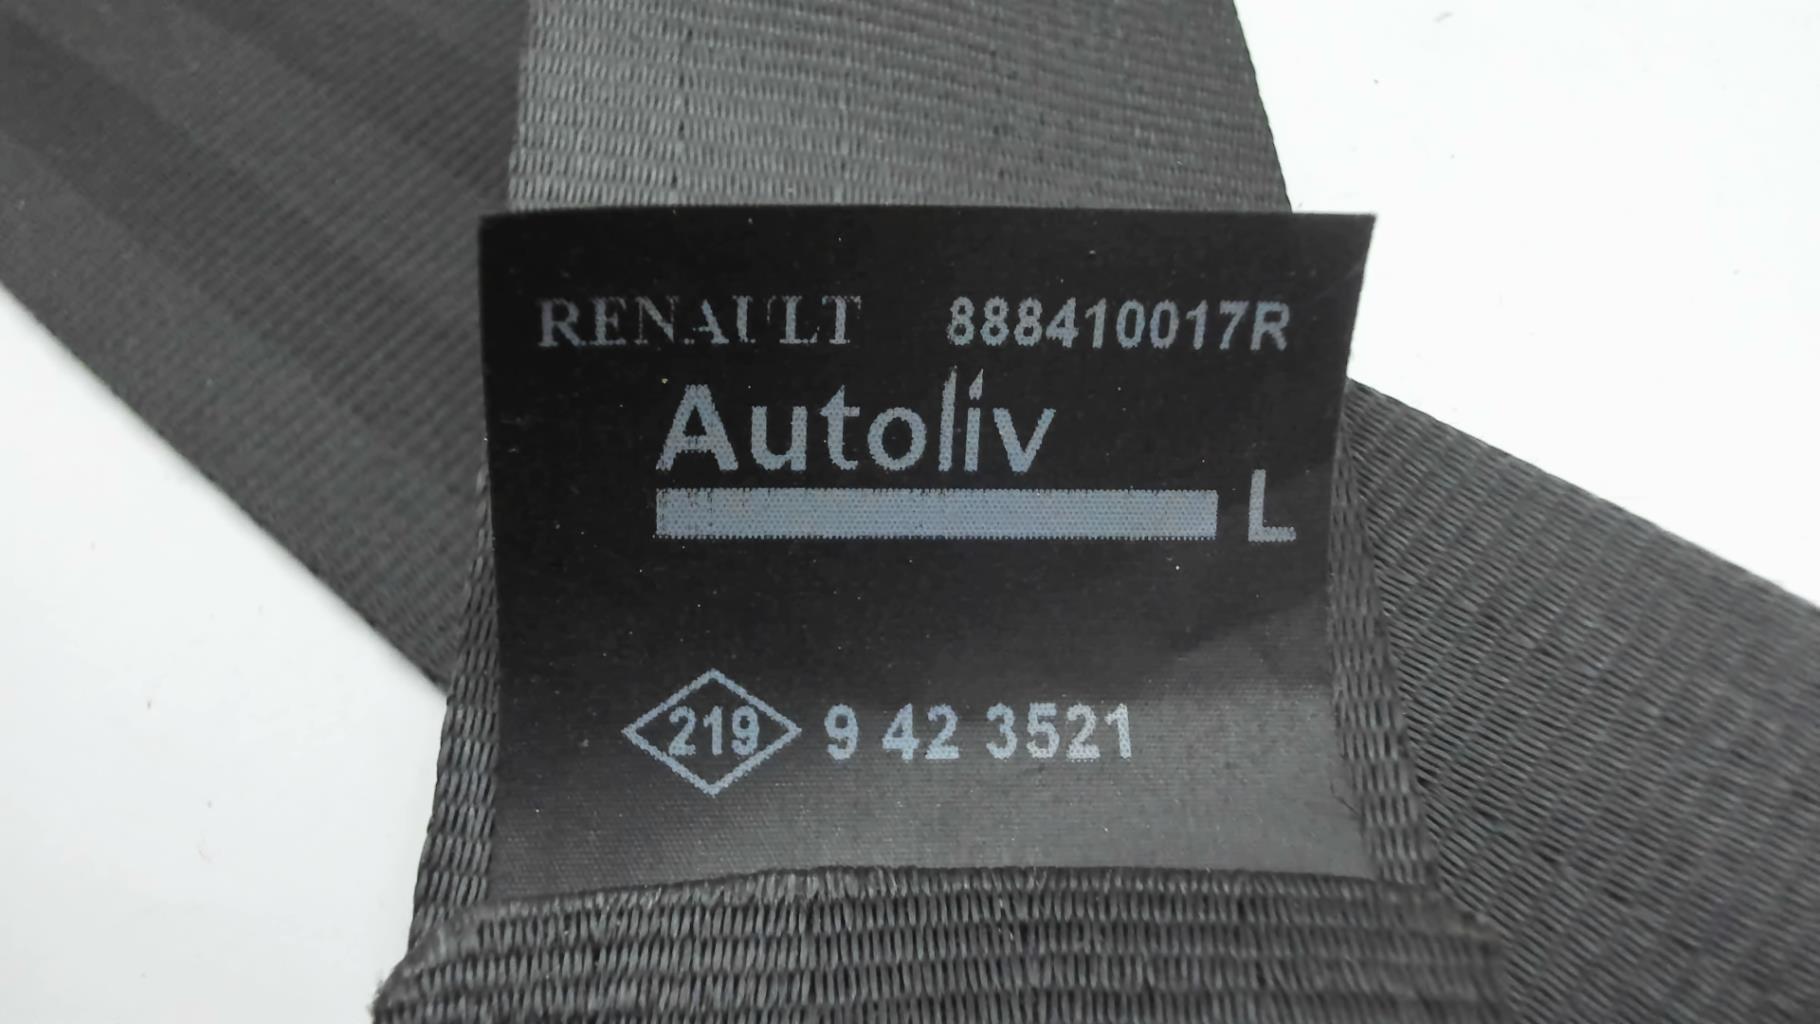 RENAULT 888410017R
Autoliv
L
219 9 42 3521